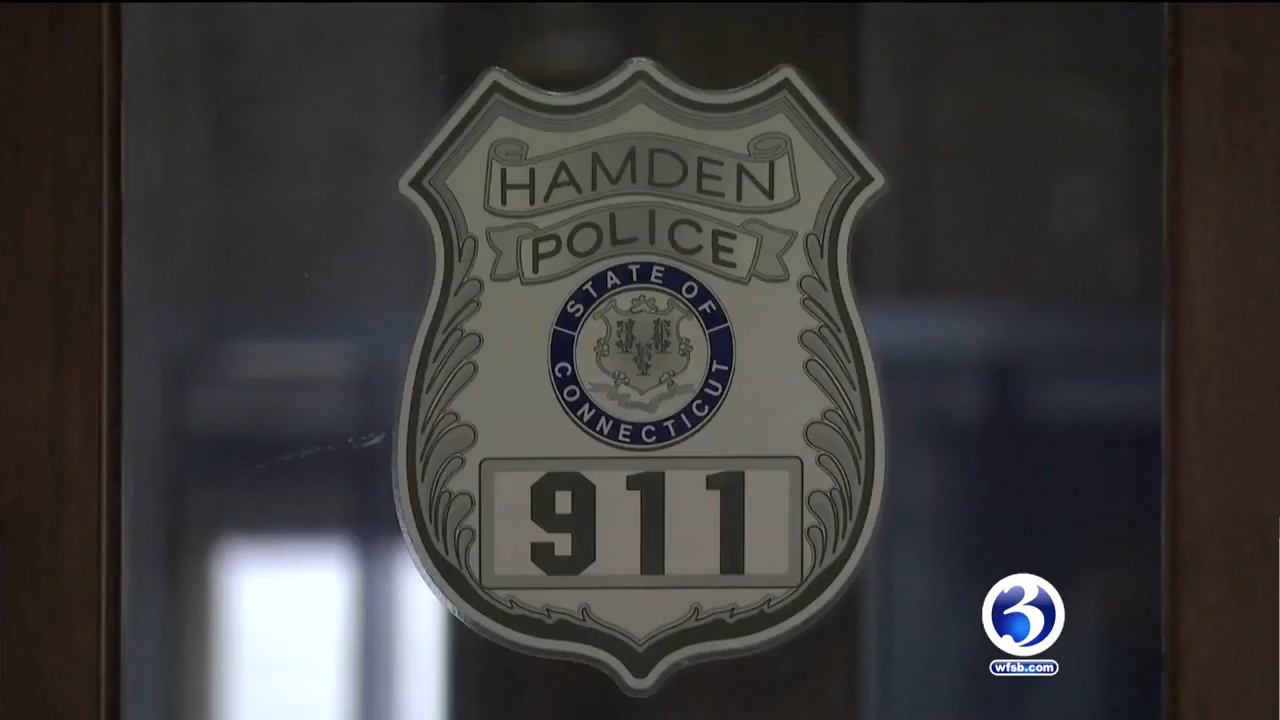 HAMDEN
POLICE
STATE OF
CONNECTICUT
911
3
wfsb.com